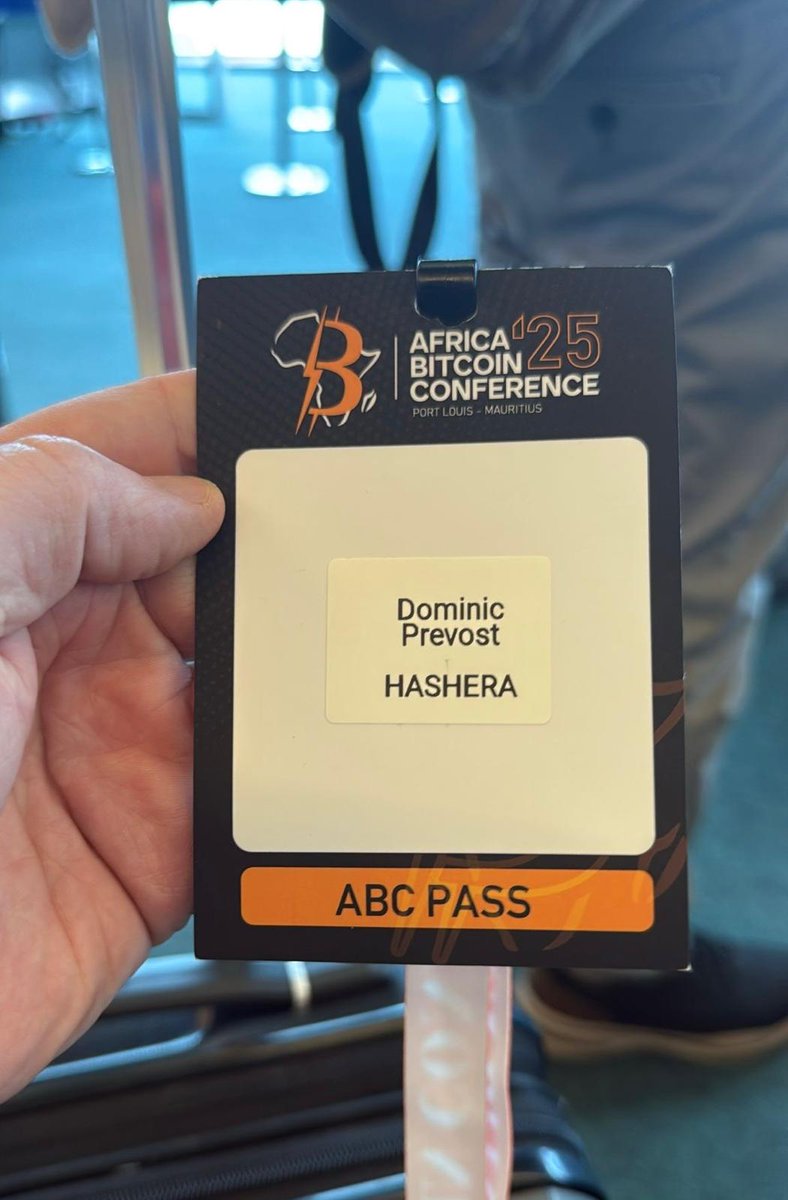 AFRICA '25
BITCOIN
CONFERENCE
PORT LOUIS - MAURITIUS
Dominic
Prevost
HASHERA
ABC PASS